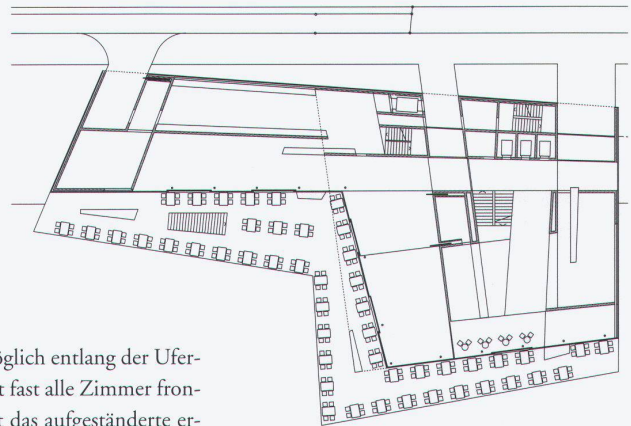 öglich entlang der Ufer-
t fast alle Zimmer fron-
t das aufgeständerte er-